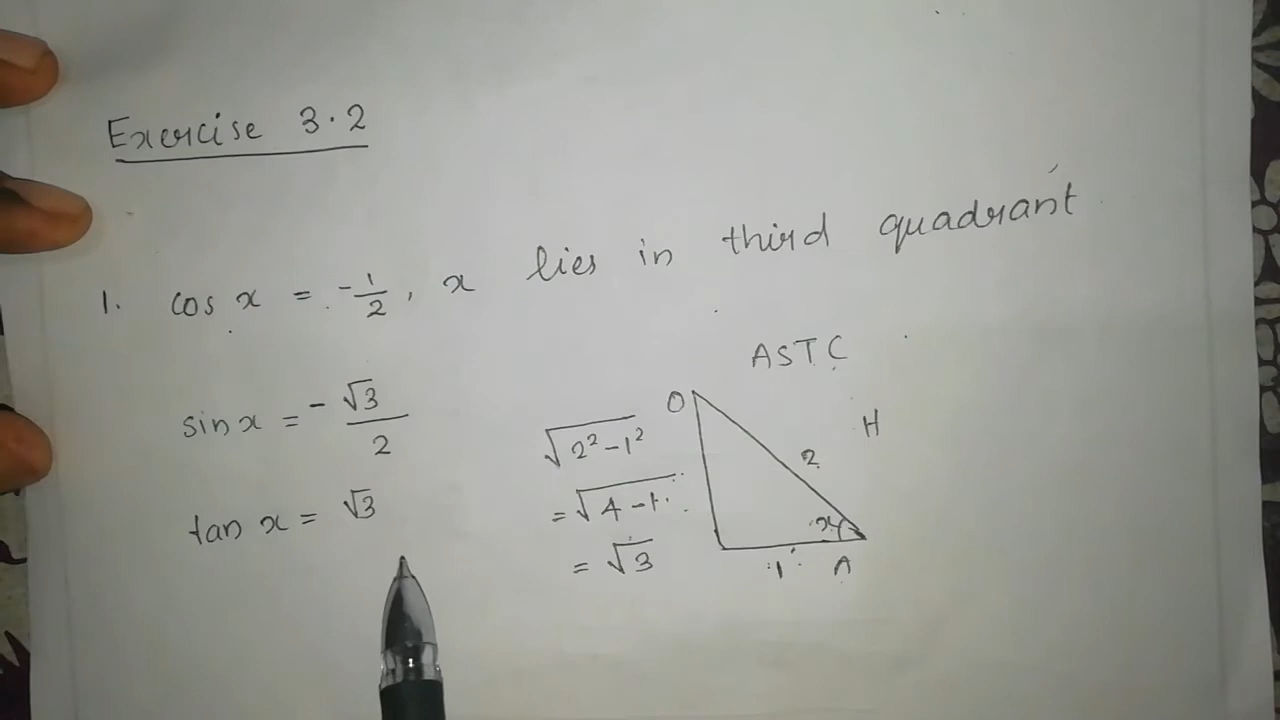 Exercise 3.2
1. cos x = -1/2, x lies in third quadrant
ASTC
sin x = -√3/2
tan x = √3
√2²-1²
= √4-1
= √3
O
H
2
x
1
A